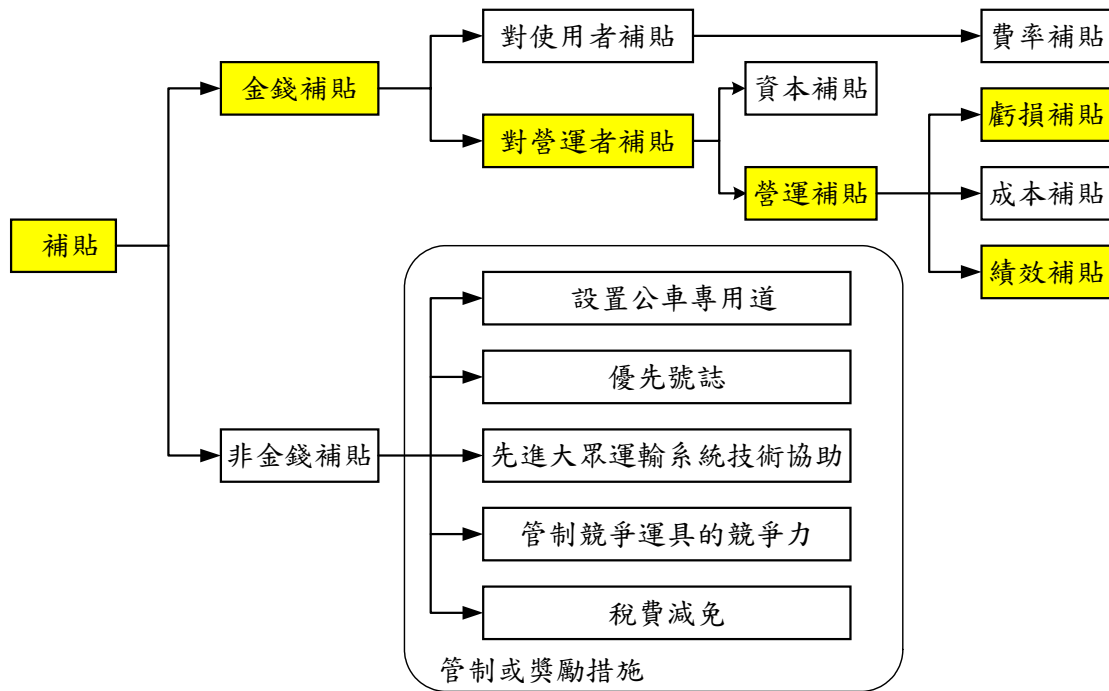 對使用者補貼
費率補貼
金錢補貼
資本補貼
虧損補貼
對營運者補貼
營運補貼
成本補貼
補貼
績效補貼
設置公車專用道
優先號誌
非金錢補貼
先進大眾運輸系統技術協助
管制競爭運具的競爭力
稅費減免
管制或獎勵措施